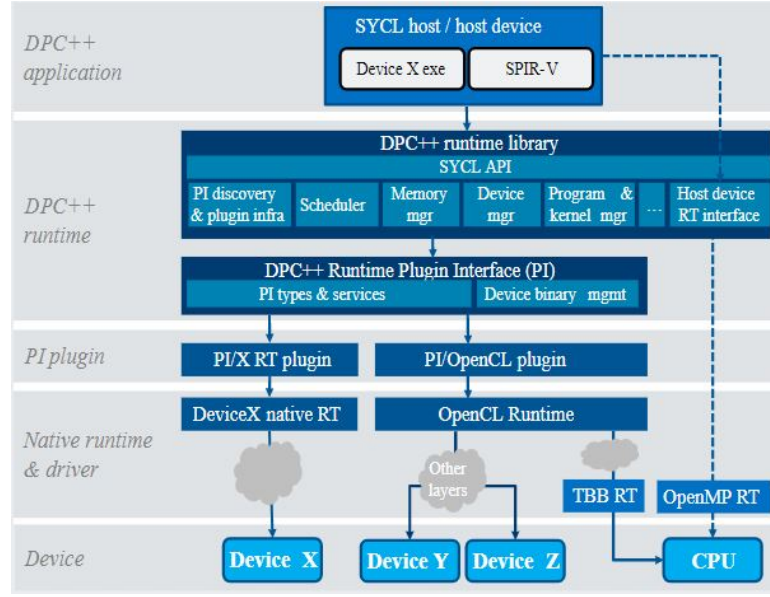 DPC++
application
SYCL host / host device
Device X exe
SPIR-V
DPC++
runtime
DPC++ runtime library
SYCL API
PI discovery
& plugin infra
Scheduler
Memory
mgr
Device
mgr
Program &
kernel mgr
...
Host device
RT interface
DPC++ Runtime Plugin Interface (PI)
PI types & services
Device binary mgmt
PI plugin
PI/X RT plugin
PI/OpenCL plugin
Native runtime
& driver
DeviceX native RT
OpenCL Runtime
Other
layers
TBB RT
OpenMP RT
Device
Device X
Device Y
Device Z
CPU